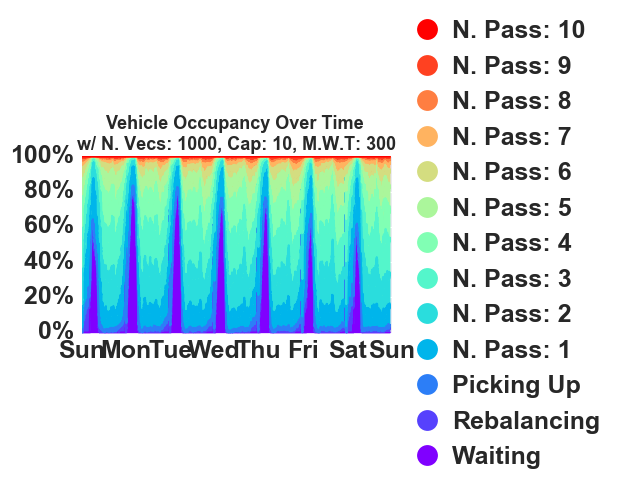 Vehicle Occupancy Over Time
w/ N. Vecs: 1000, Cap: 10, M.W.T: 300
100%
80%
60%
40%
20%
0%
Sun Mon Tue Wed Thu Fri Sat Sun
N. Pass: 10
N. Pass: 9
N. Pass: 8
N. Pass: 7
N. Pass: 6
N. Pass: 5
N. Pass: 4
N. Pass: 3
N. Pass: 2
N. Pass: 1
Picking Up
Rebalancing
Waiting